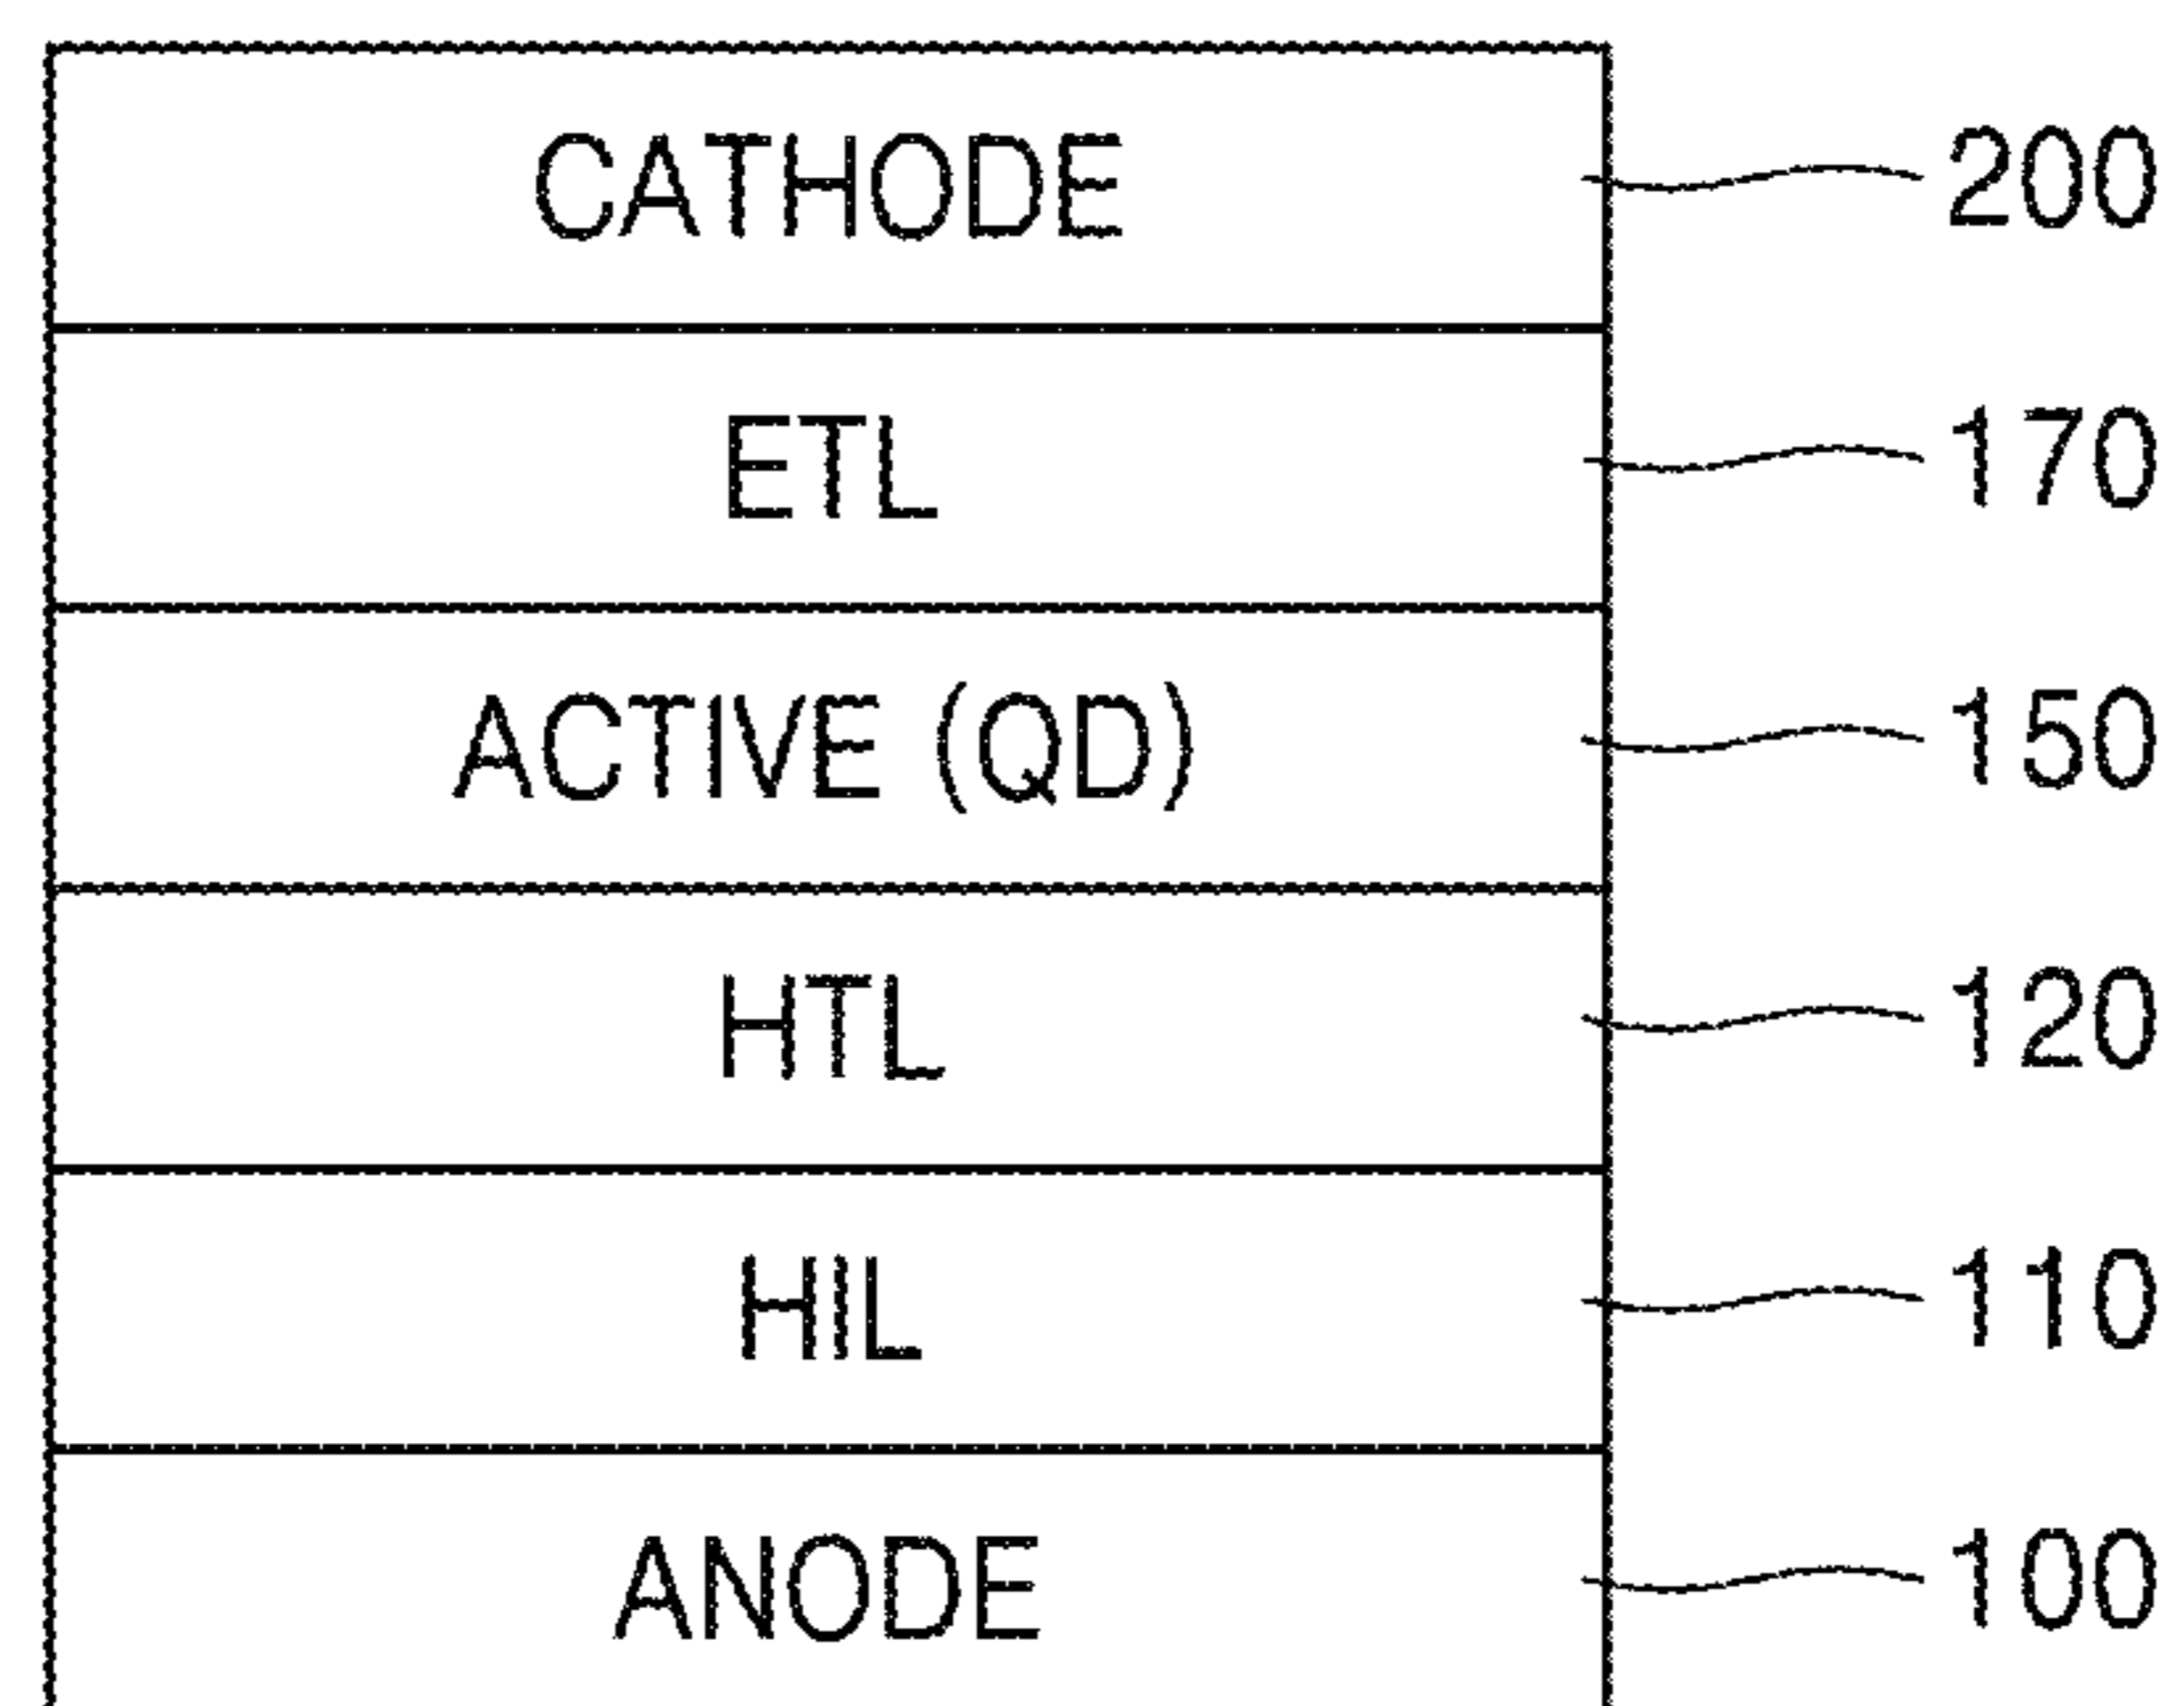 CATHODE 200
ETL 170
ACTIVE (QD) 150
HTL 120
HIL 110
ANODE 100